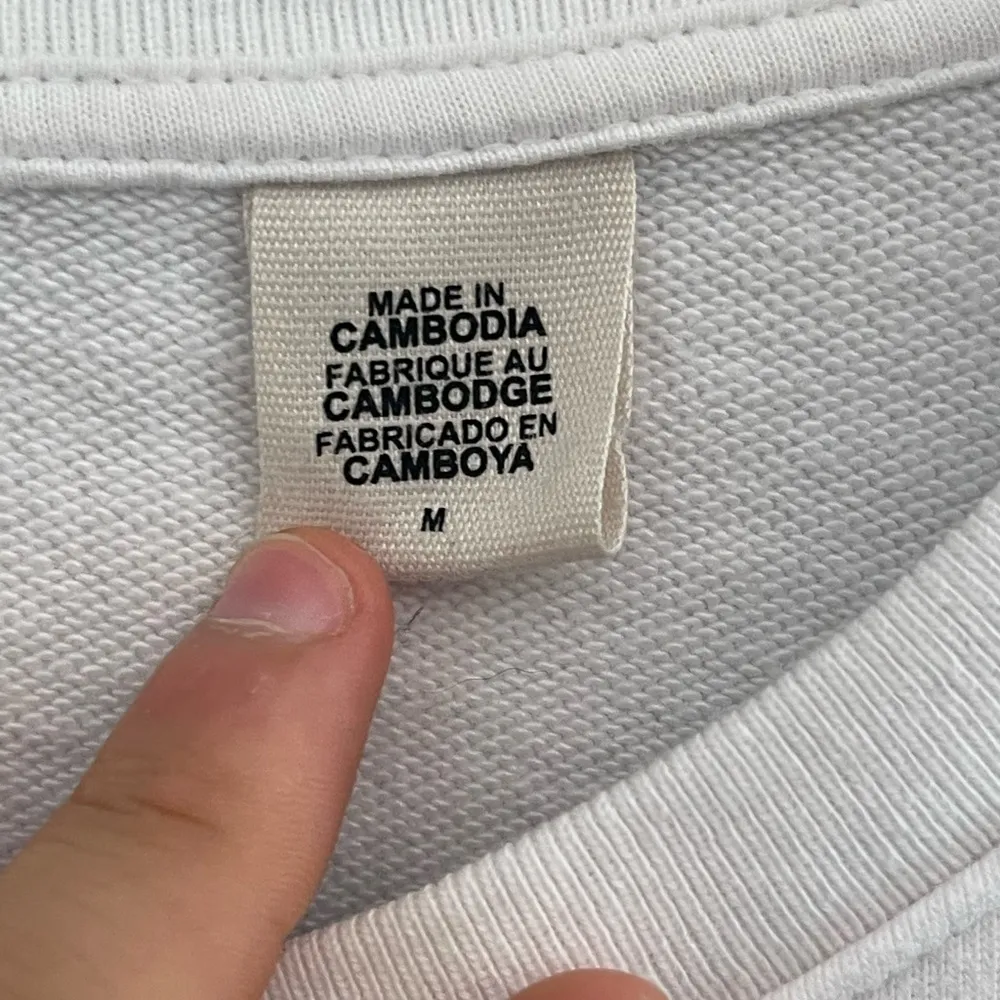 MADE IN
CAMBODIA
FABRIQUE AU
CAMBODGE
FABRICADO EN
CAMBOYA
M